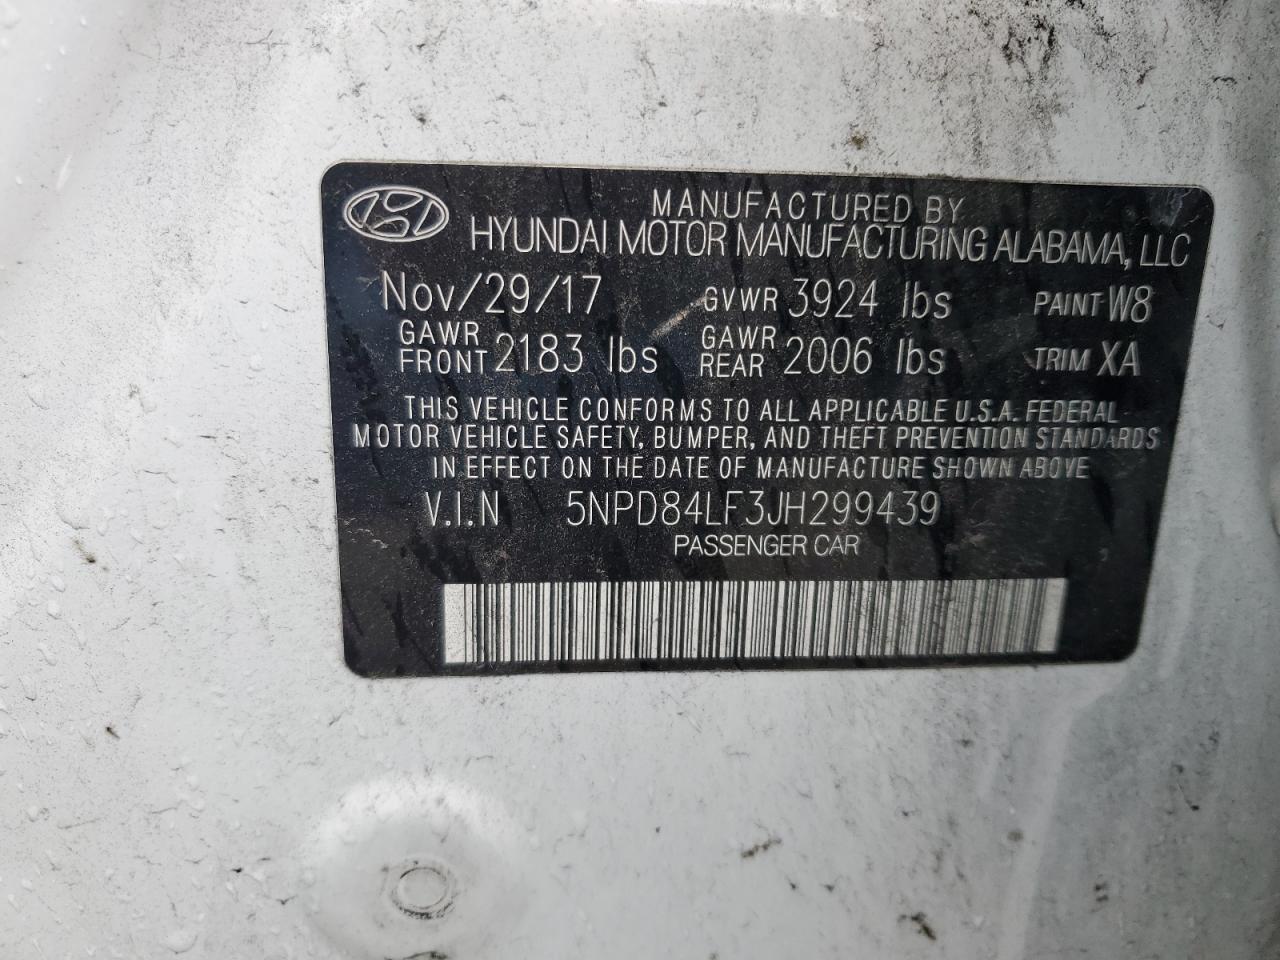 MANUFACTURED BY
HYUNDAI MOTOR MANUFACTURING ALABAMA, LLC
Nov/29/17 GVWR 3924 lbs PAINT W8
GAWR FRONT 2183 lbs GAWR REAR 2006 lbs TRIM XA
THIS VEHICLE CONFORMS TO ALL APPLICABLE U.S.A. FEDERAL
MOTOR VEHICLE SAFETY, BUMPER, AND THEFT PREVENTION STANDARDS
IN EFFECT ON THE DATE OF MANUFACTURE SHOWN ABOVE
V.I.N 5NPD84LF3JH299439
PASSENGER CAR